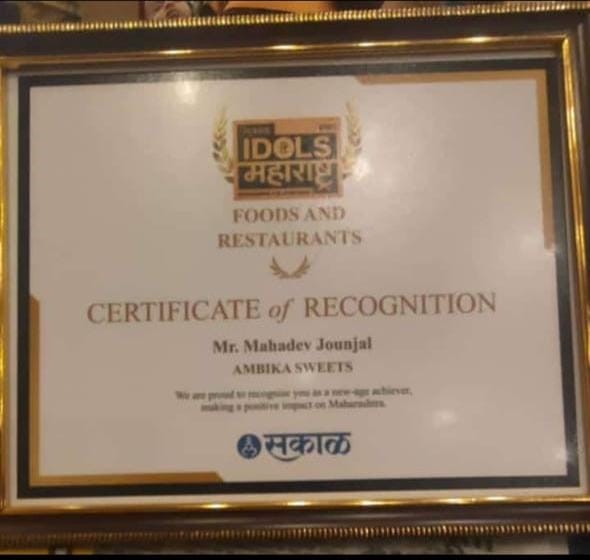 IDOLS
महाराष्ट्र
FOODS AND
RESTAURANTS
CERTIFICATE of RECOGNITION
Mr. Mahadev Jounjal
AMBIKA SWEETS
We are proud to recognise you as a new-age achiever,
making a positive impact on Maharashtra.
सकाळ